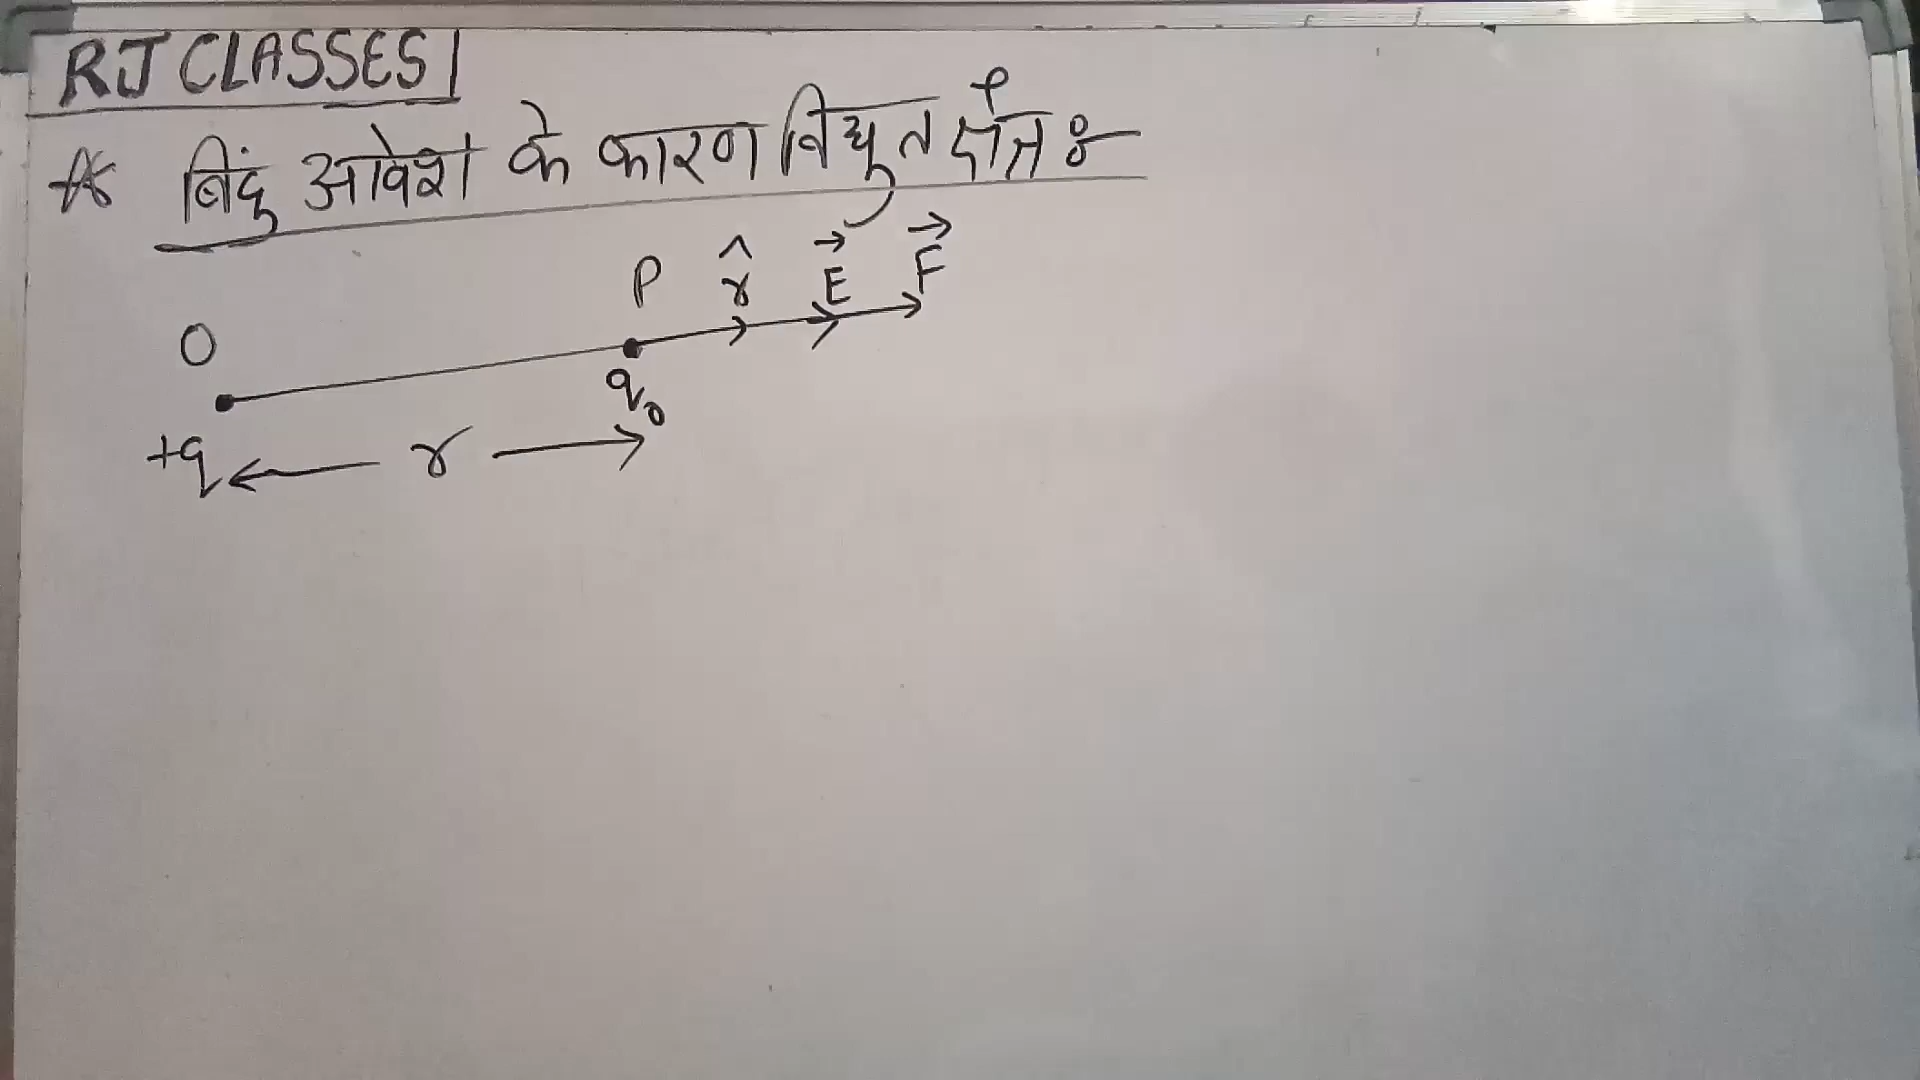 RJ CLASSES
बिंदु आवेश के कारण विद्युत क्षेत्र :-
O P r̂ E⃗ F⃗
+q r q₀